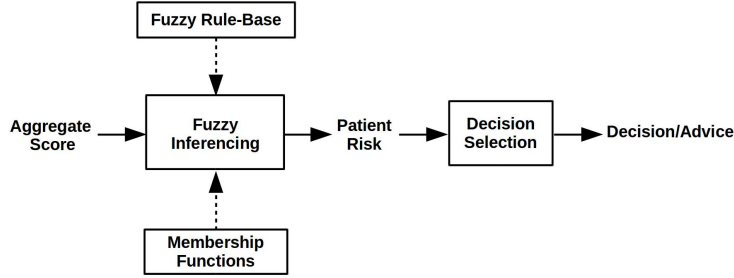 Fuzzy Rule-Base
Aggregate
Score
Fuzzy
Inferencing
Patient
Risk
Decision
Selection
Decision/Advice
Membership
Functions